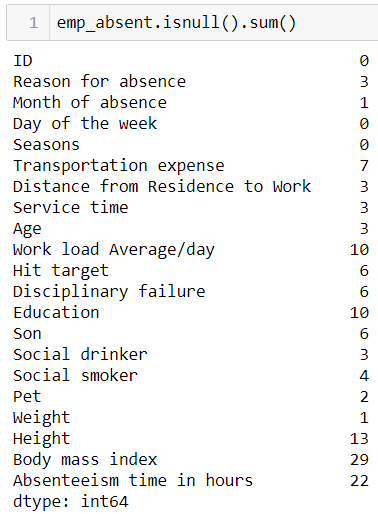 1 emp_absent.isnull().sum()
ID 0
Reason for absence 3
Month of absence 1
Day of the week 0
Seasons 0
Transportation expense 7
Distance from Residence to Work 3
Service time 3
Age 3
Work load Average/day 10
Hit target 6
Disciplinary failure 6
Education 10
Son 6
Social drinker 3
Social smoker 4
Pet 2
Weight 1
Height 13
Body mass index 29
Absenteeism time in hours 22
dtype: int64